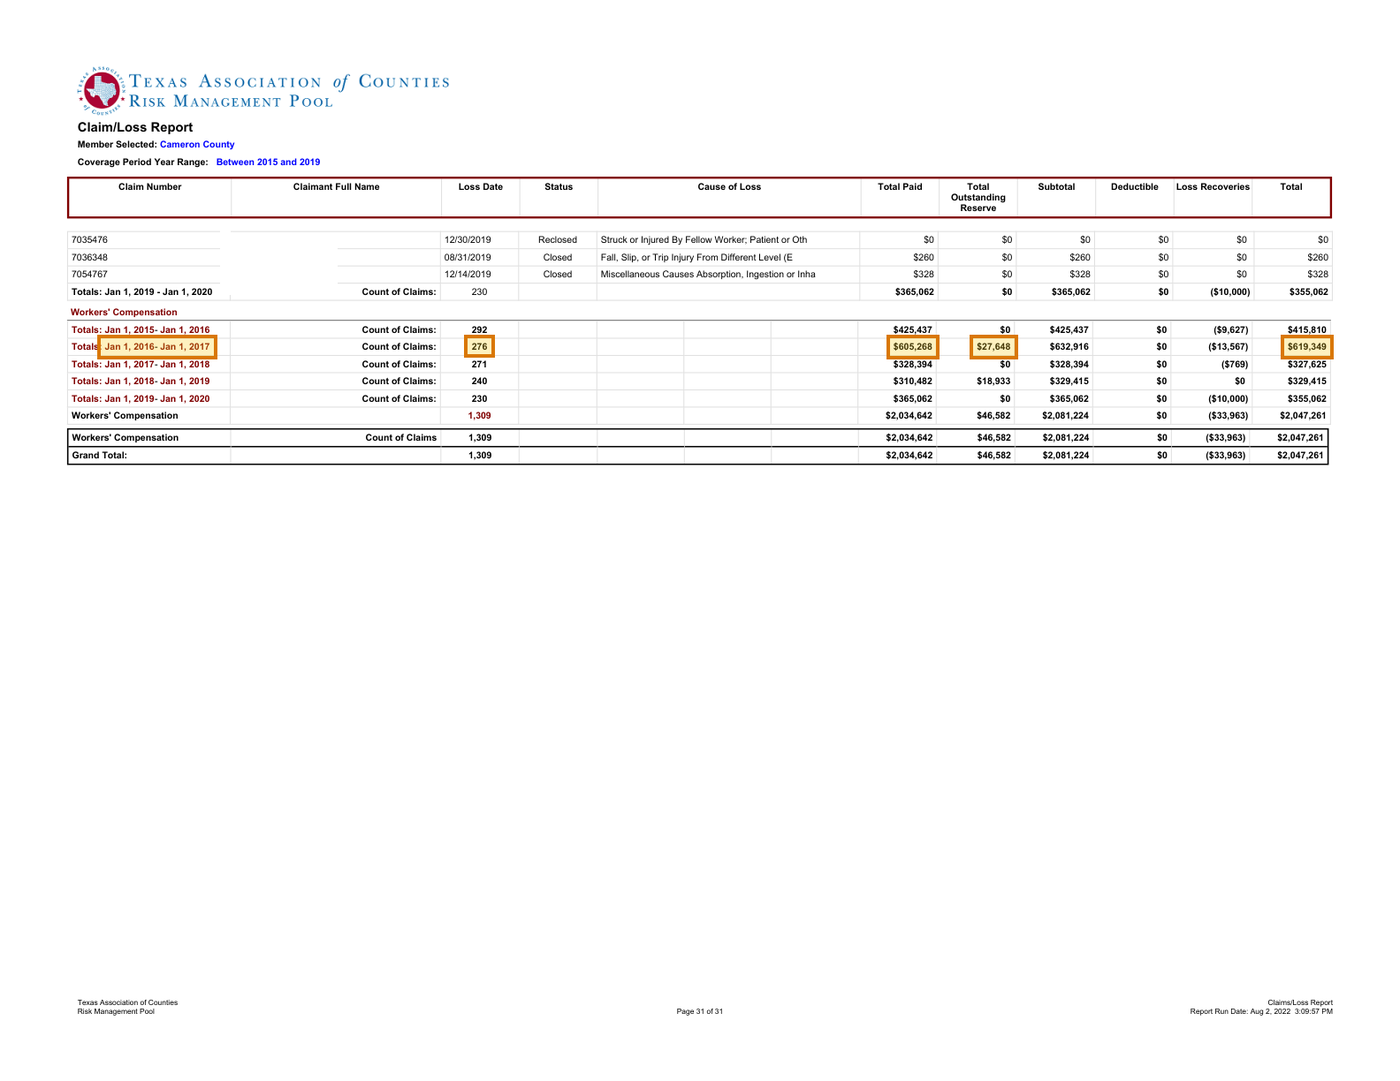 TEXAS ASSOCIATION of COUNTIES
RISK MANAGEMENT POOL
Claim/Loss Report
Member Selected: Cameron County
Coverage Period Year Range: Between 2015 and 2019
Claim Number Claimant Full Name Loss Date Status Cause of Loss Total Paid Total Outstanding Reserve Subtotal Deductible Loss Recoveries Total
7035476 12/30/2019 Reclosed Struck or Injured By Fellow Worker; Patient or Oth $0 $0 $0 $0 $0 $0
7036348 08/31/2019 Closed Fall, Slip, or Trip Injury From Different Level (E $260 $0 $260 $0 $0 $260
7054767 12/14/2019 Closed Miscellaneous Causes Absorption, Ingestion or Inha $328 $0 $328 $0 $0 $328
Totals: Jan 1, 2019 - Jan 1, 2020 Count of Claims: 230 $365,062 $0 $365,062 $0 ($10,000) $355,062
Workers' Compensation
Totals: Jan 1, 2015- Jan 1, 2016 Count of Claims: 292 $425,437 $0 $425,437 $0 ($9,627) $415,810
Totals: Jan 1, 2016- Jan 1, 2017 Count of Claims: 276 $605,268 $27,648 $632,916 $0 ($13,567) $619,349
Totals: Jan 1, 2017- Jan 1, 2018 Count of Claims: 271 $328,394 $0 $328,394 $0 ($769) $327,625
Totals: Jan 1, 2018- Jan 1, 2019 Count of Claims: 240 $310,482 $18,933 $329,415 $0 $0 $329,415
Totals: Jan 1, 2019- Jan 1, 2020 Count of Claims: 230 $365,062 $0 $365,062 $0 ($10,000) $355,062
Workers' Compensation 1,309 $2,034,642 $46,582 $2,081,224 $0 ($33,963) $2,047,261
Workers' Compensation Count of Claims 1,309 $2,034,642 $46,582 $2,081,224 $0 ($33,963) $2,047,261
Grand Total: 1,309 $2,034,642 $46,582 $2,081,224 $0 ($33,963) $2,047,261
Texas Association of Counties Claims/Loss Report
Risk Management Pool Page 31 of 31 Report Run Date: Aug 2, 2022 3:09:57 PM